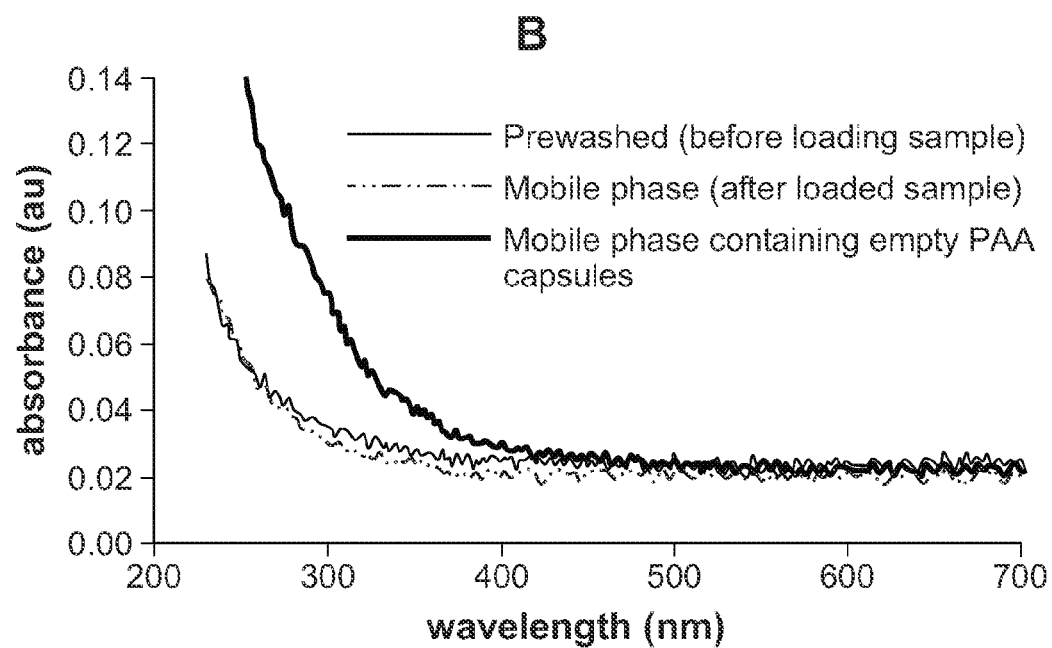 B
0.14
0.12
0.10
0.08
0.06
0.04
0.02
0.00
absorbance (au)
Prewashed (before loading sample)
Mobile phase (after loaded sample)
Mobile phase containing empty PAA
capsules
200 300 400 500 600 700
wavelength (nm)